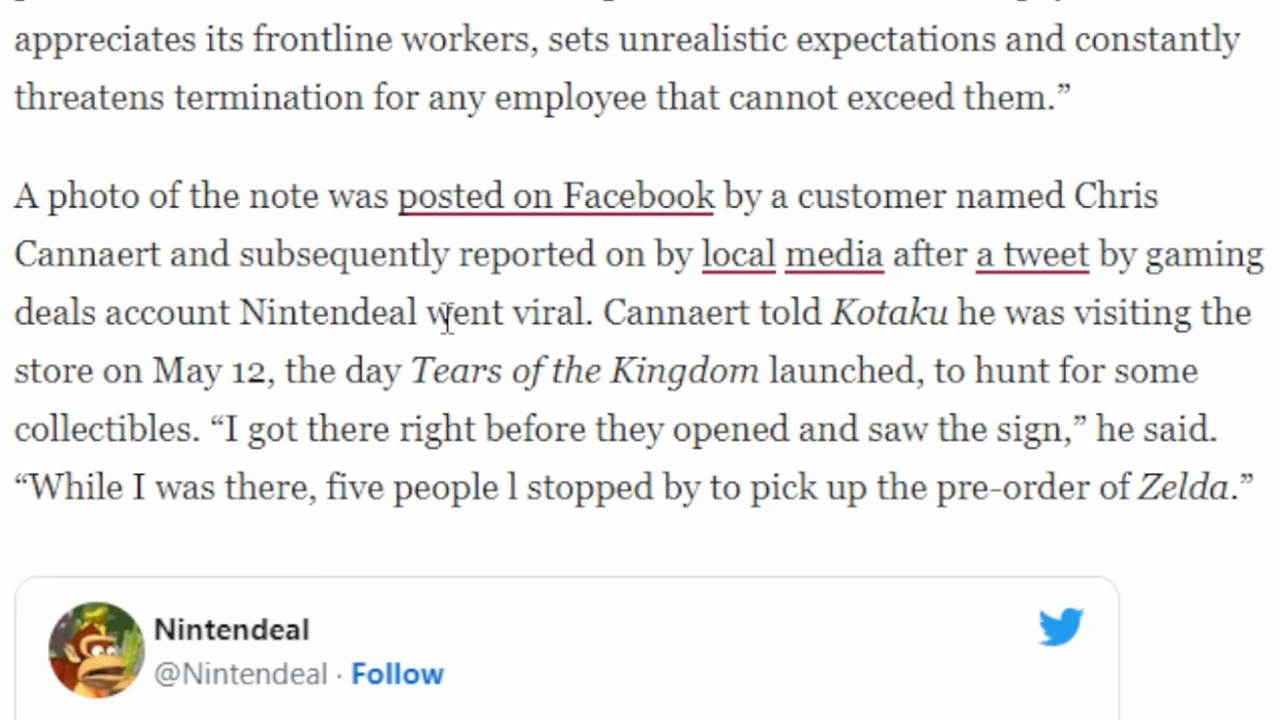 appreciates its frontline workers, sets unrealistic expectations and constantly
threatens termination for any employee that cannot exceed them.”
A photo of the note was posted on Facebook by a customer named Chris
Cannaert and subsequently reported on by local media after a tweet by gaming
deals account Nintendeal went viral. Cannaert told Kotaku he was visiting the
store on May 12, the day Tears of the Kingdom launched, to hunt for some
collectibles. “I got there right before they opened and saw the sign,” he said.
“While I was there, five people l stopped by to pick up the pre-order of Zelda.”
Nintendeal
@Nintendeal · Follow